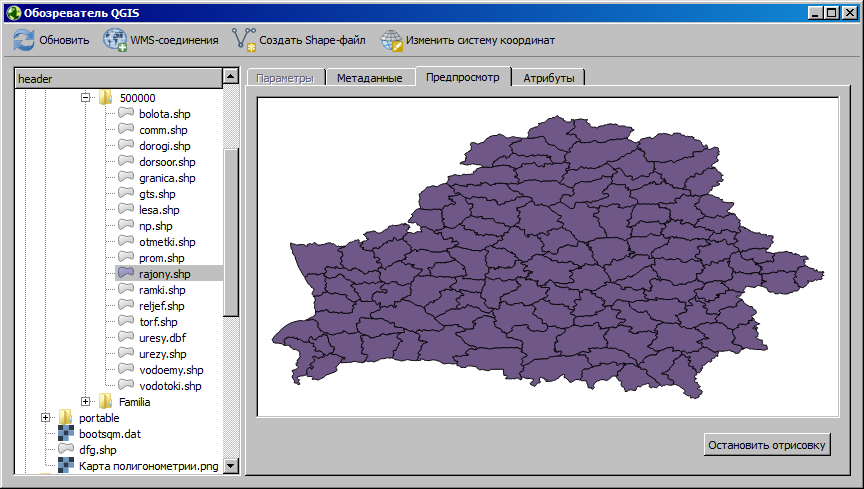 Обозреватель QGIS
Обновить WMS-соединения Создать Shape-файл Изменить систему координат
header
Параметры Метаданные Предпросмотр Атрибуты
500000
bolota.shp
comm.shp
dorogi.shp
dorsoor.shp
granica.shp
gts.shp
lesa.shp
np.shp
otmetki.shp
prom.shp
rajony.shp
ramki.shp
reljef.shp
torf.shp
uresy.dbf
urezy.shp
vodoemy.shp
vodotoki.shp
Familia
portable
bootsqm.dat
dfg.shp
Карта полигонометрии.png
Остановить отрисовку